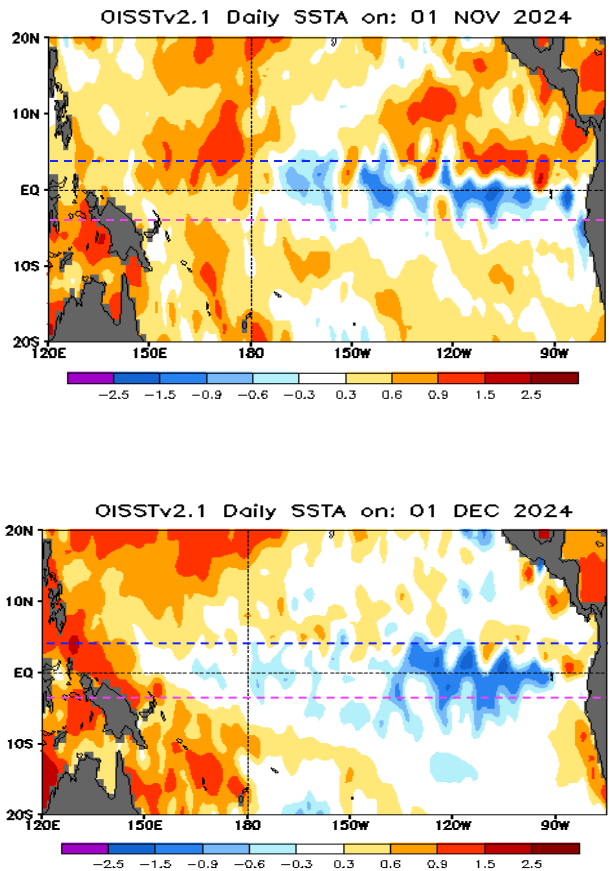 OISSTv2.1 Daily SSTA on: 01 NOV 2024
20N
10N
EQ
10S
20S
120E 150E 180 150W 120W 90W
-2.5 -1.5 -0.9 -0.6 -0.3 0.3 0.6 0.9 1.5 2.5
OISSTv2.1 Daily SSTA on: 01 DEC 2024
20N
10N
EQ
10S
20S
120E 150E 180 150W 120W 90W
-2.5 -1.5 -0.9 -0.6 -0.3 0.3 0.6 0.9 1.5 2.5